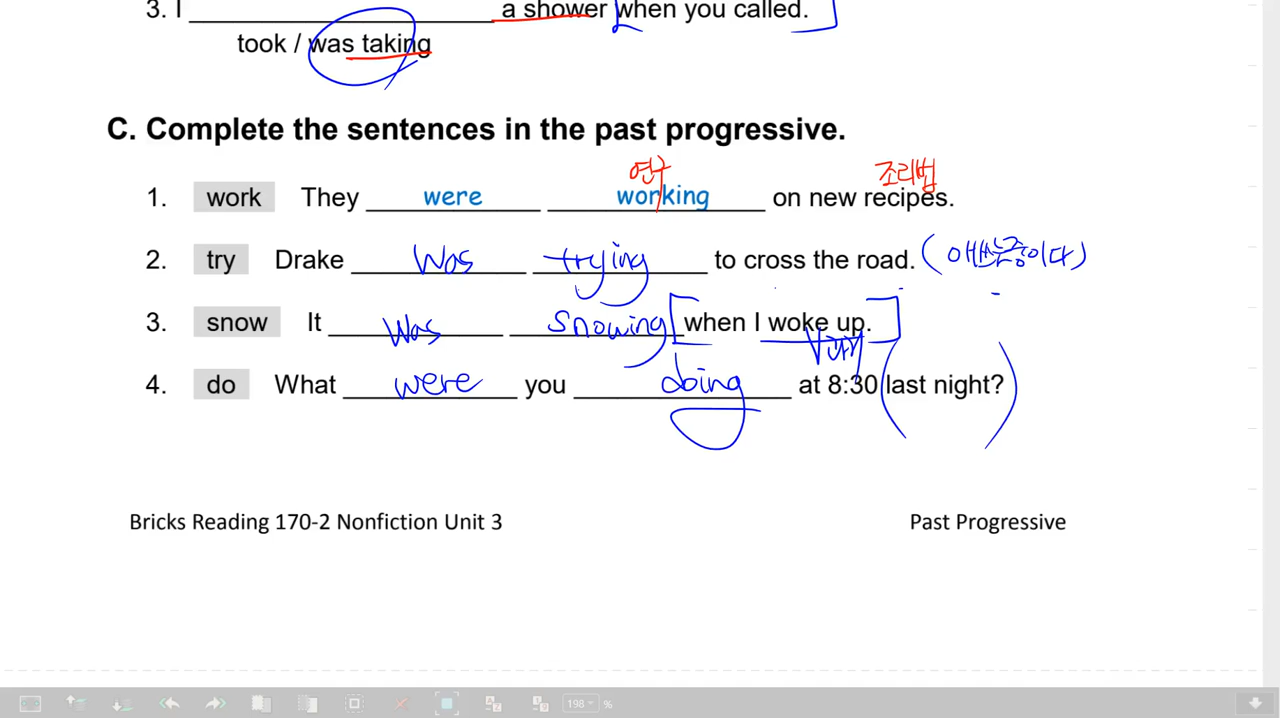 3. I _______________ a shower when you called.
took / was taking
C. Complete the sentences in the past progressive.
연구 조리법
1. work They were working on new recipes.
2. try Drake was trying to cross the road. (애쓰는중이다)
3. snow It was snowing when I woke up.
4. do What were you doing at 8:30 last night?
Bricks Reading 170-2 Nonfiction Unit 3 Past Progressive
198 %